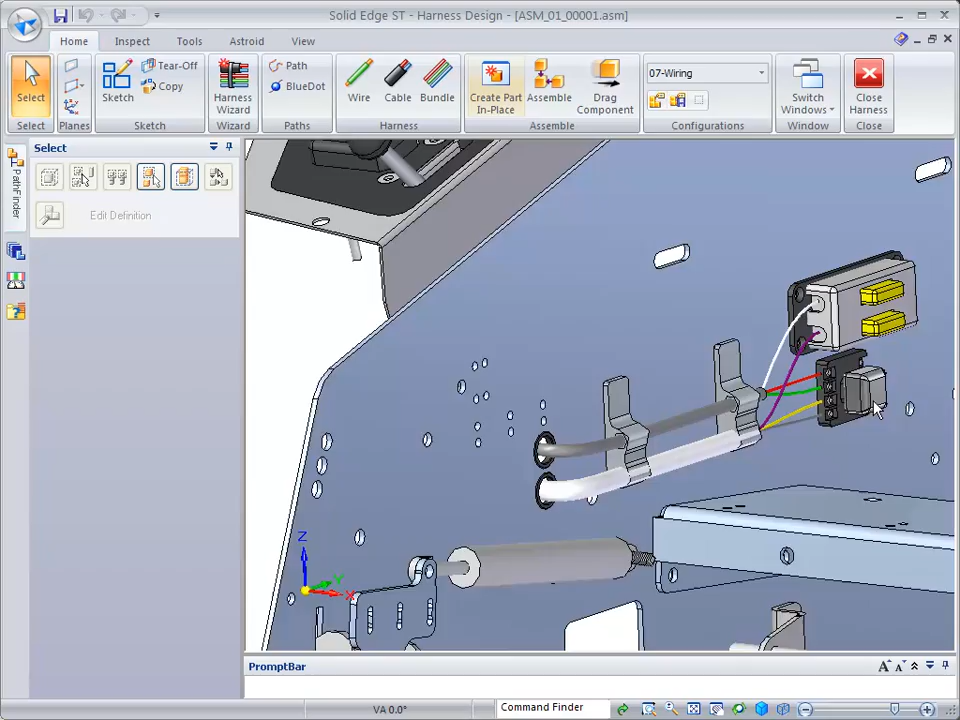 Solid Edge ST - Harness Design - [ASM_01_00001.asm]
Home
Inspect
Tools
Astroid
View
Select
Sketch
Tear-Off
Copy
Harness Wizard
Path
BlueDot
Wire
Cable
Bundle
Create Part In-Place
Assemble
Drag Component
07-Wiring
Switch Windows
Close Harness
Select
Planes
Sketch
Wizard
Paths
Harness
Assemble
Configurations
Window
Close
PathFinder
Select
Edit Definition
Z
Y
X
PromptBar
A A
VA 0.0°
Command Finder